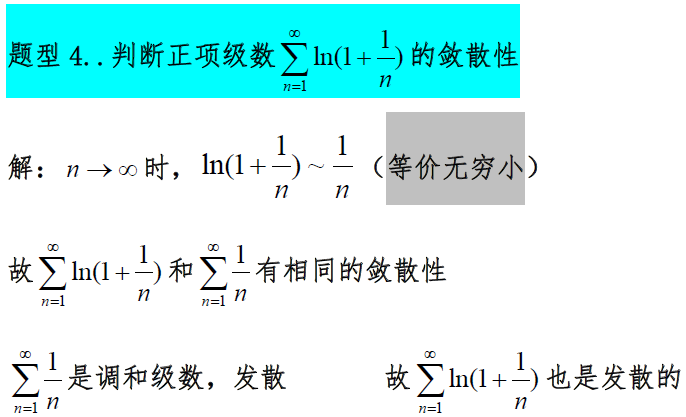 题型 4..判断正项级数 \sum_{n=1}^{\infty} \ln(1+\frac{1}{n}) 的敛散性
解：n→∞时，\ln(1+\frac{1}{n}) ~ \frac{1}{n}（等价无穷小）
故 \sum_{n=1}^{\infty} \ln(1+\frac{1}{n}) 和 \sum_{n=1}^{\infty} \frac{1}{n} 有相同的敛散性
\sum_{n=1}^{\infty} \frac{1}{n} 是调和级数，发散 故 \sum_{n=1}^{\infty} \ln(1+\frac{1}{n}) 也是发散的